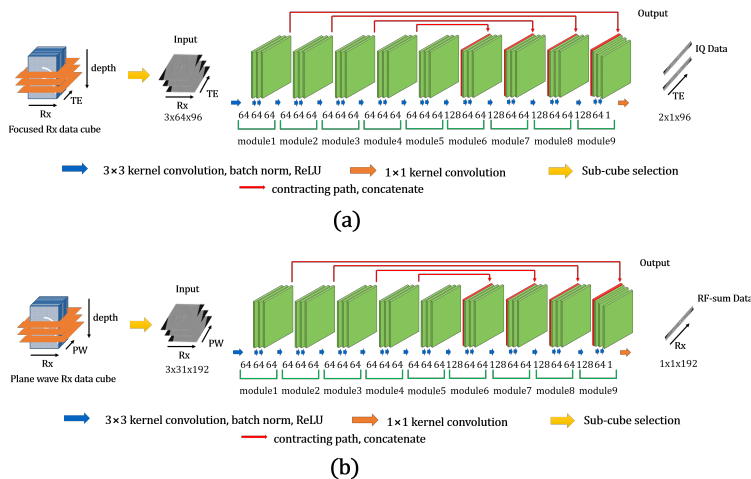 Output
Input
IQ Data
depth
TE
Rx
Rx
TE
TE
Focused Rx data cube
3x64x96
2x1x96
64 64 64 64 64 64 64 64 64 64 64 64 64 64 64 128 64 64 128 64 64 128 64 64 128 64 1
module1 module2 module3 module4 module5 module6 module7 module8 module9
3×3 kernel convolution, batch norm, ReLU
1×1 kernel convolution
Sub-cube selection
contracting path, concatenate
(a)
Output
Input
RF-sum Data
depth
PW
Rx
Rx
PW
Rx
Plane wave Rx data cube
3x31x192
1x1x192
64 64 64 64 64 64 64 64 64 64 64 64 64 64 64 128 64 64 128 64 64 128 64 64 128 64 1
module1 module2 module3 module4 module5 module6 module7 module8 module9
3×3 kernel convolution, batch norm, ReLU
1×1 kernel convolution
Sub-cube selection
contracting path, concatenate
(b)